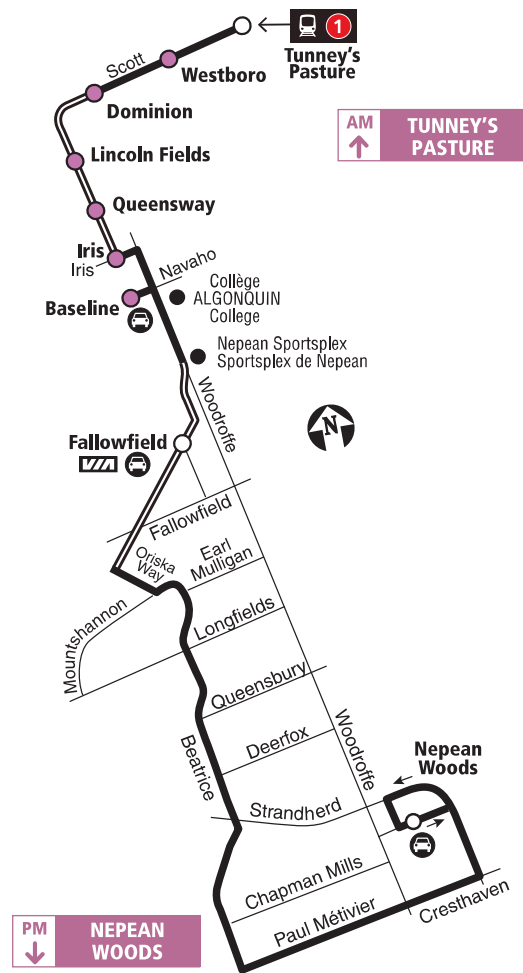 1
Tunney's
Pasture
Scott
Westboro
Dominion
AM
TUNNEY'S
PASTURE
Lincoln Fields
Queensway
Iris
Iris
Navaho
Baseline
Collège
ALGONQUIN
College
Nepean Sportsplex
Sportsplex de Nepean
Woodroffe
N
Fallowfield
Fallowfield
Oriska
Way
Earl
Mulligan
Mountshannon
Longfields
Queensbury
Beatrice
Deerfox
Woodroffe
Nepean
Woods
Strandherd
Chapman Mills
Paul Métivier
Cresthaven
PM
NEPEAN
WOODS